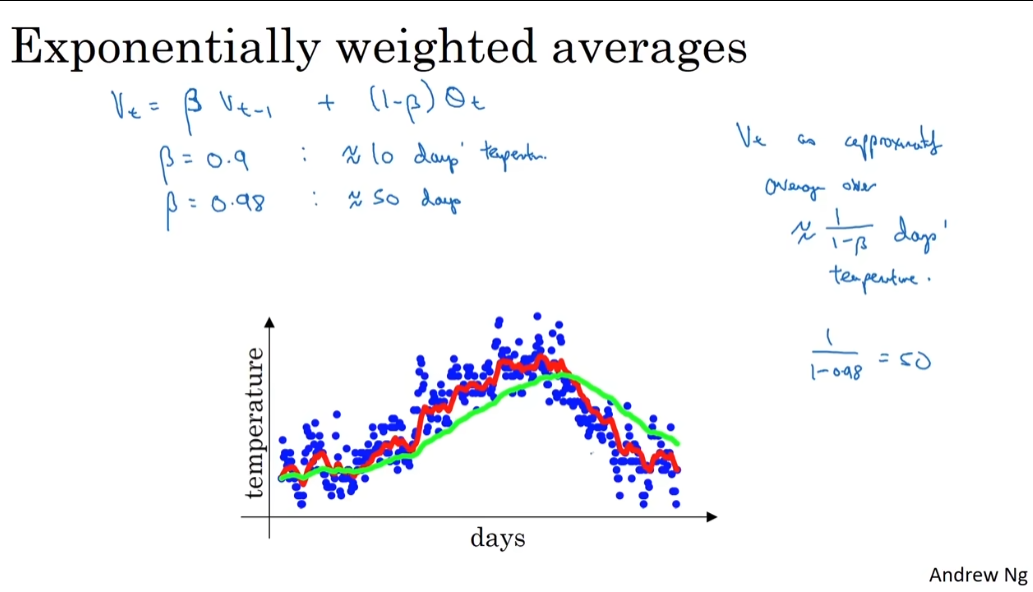 Exponentially weighted averages
Vt = β Vt-1 + (1-β) θt
β = 0.9 : ≈ 10 days' temperature.
β = 0.98 : ≈ 50 days
Vt as approximately
average over
≈ 1/(1-β) days'
temperature.
1/(1-0.98) = 50
temperature
days
Andrew Ng